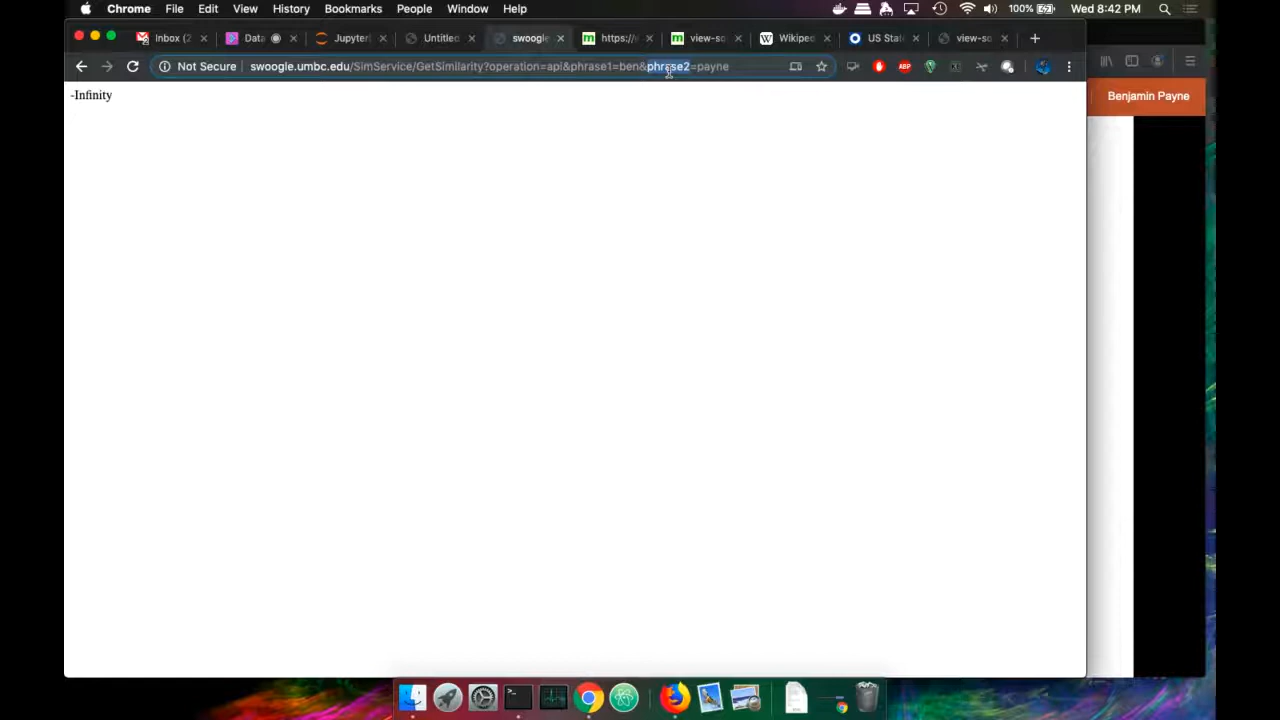 Chrome File Edit View History Bookmarks People Window Help 100% Wed 8:42 PM
Inbox (2 Data Jupyter Untitled swoogle https:// view-so Wikiped US Stat view-so
Not Secure swoogle.umbc.edu/SimService/GetSimilarity?operation=api&phrase1=ben&phrase2=payne ABP
Benjamin Payne
-Infinity